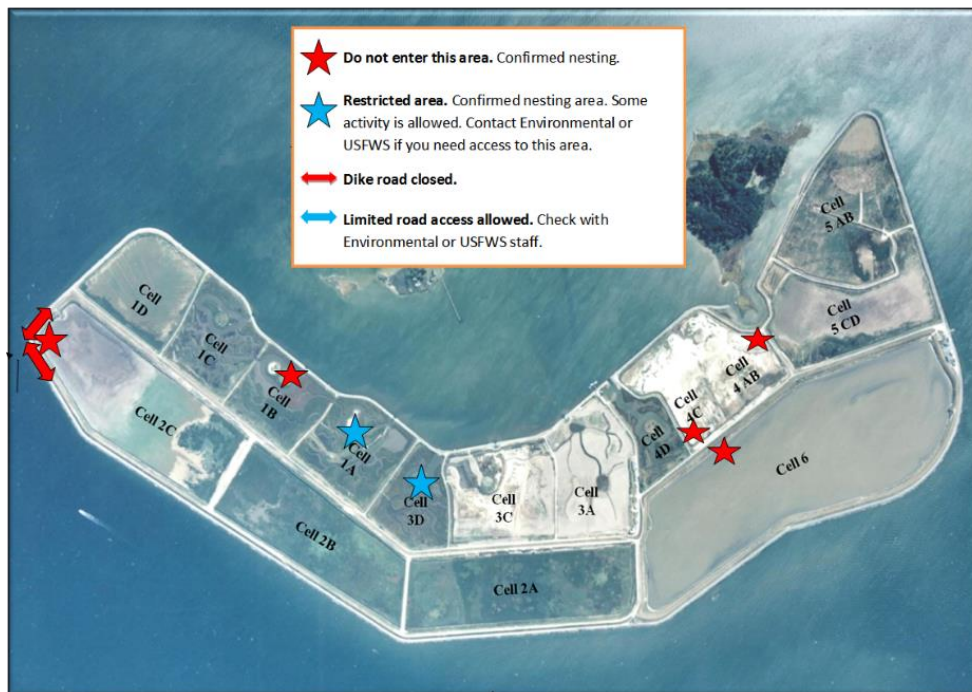 Do not enter this area. Confirmed nesting.
Restricted area. Confirmed nesting area. Some
activity is allowed. Contact Environmental or
USFWS if you need access to this area.
Dike road closed.
Limited road access allowed. Check with
Environmental or USFWS staff.
Cell
5 AB
Cell
1D
Cell
5 CD
Cell
1C
Cell
1B
Cell
4 AB
Cell
4C
Cell 2C
Cell
1A
Cell
4D
Cell 6
Cell
3D
Cell
3C
Cell
3A
Cell 2B
Cell 2A